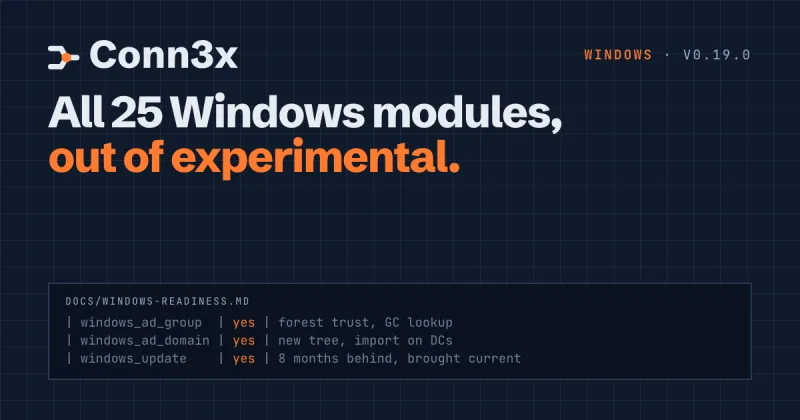 Conn3x
WINDOWS · V0.19.0
All 25 Windows modules,
out of experimental.
DOCS/WINDOWS-READINESS.MD
| windows_ad_group | yes | forest trust, GC lookup
| windows_ad_domain | yes | new tree, import on DCs
| windows_update | yes | 8 months behind, brought current